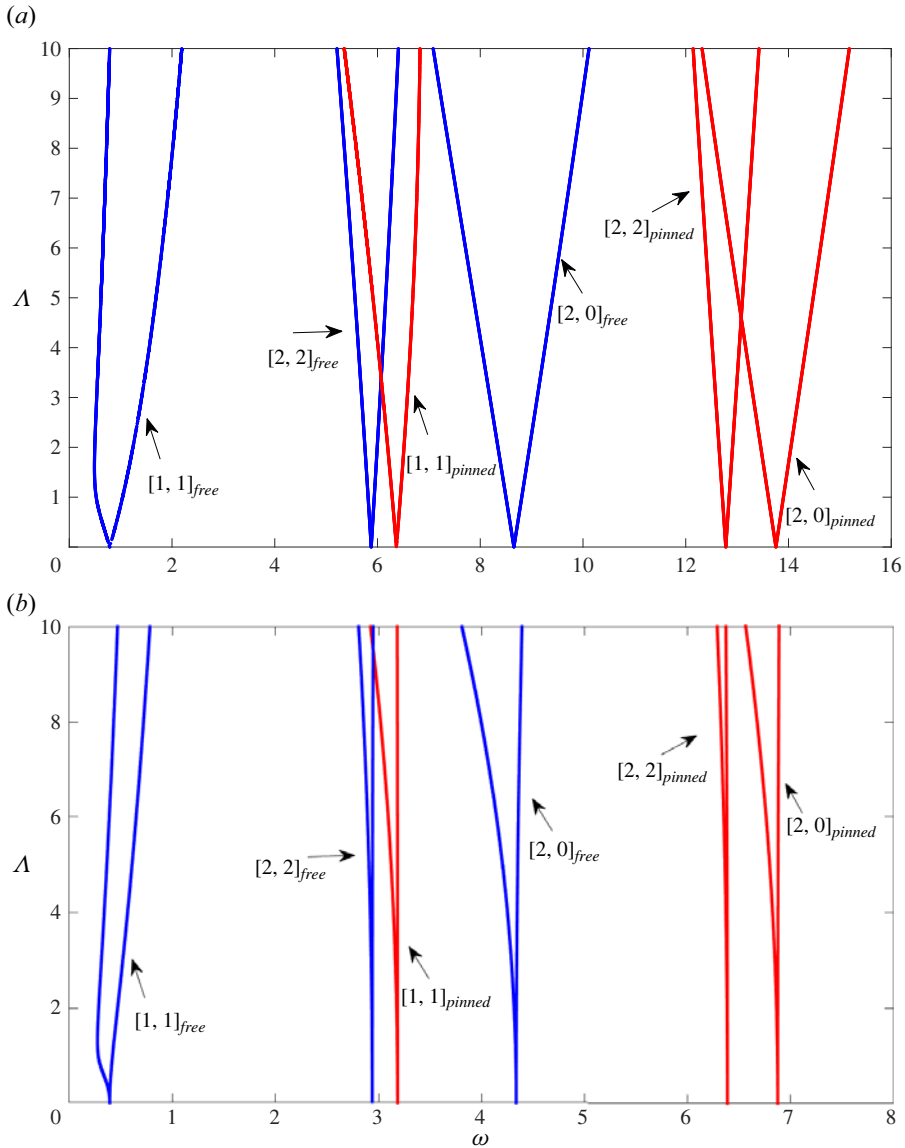 (a)
10
9
8
7
6
5
4
3
2
1
0
Λ
[1, 1]free
[2, 2]free
[1, 1]pinned
[2, 0]free
[2, 2]pinned
[2, 0]pinned
2
4
6
8
10
12
14
16
(b)
10
8
6
4
2
0
Λ
[1, 1]free
[2, 2]free
[1, 1]pinned
[2, 0]free
[2, 2]pinned
[2, 0]pinned
1
2
3
4
5
6
7
8
ω